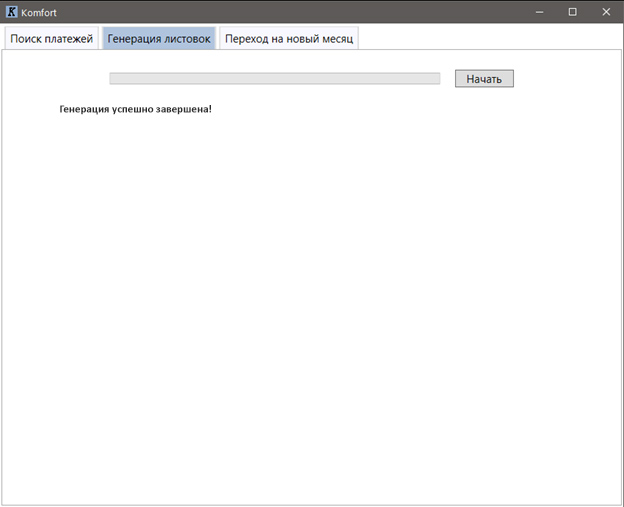 K Komfort
Поиск платежей Генерация листовок Переход на новый месяц
Начать
Генерация успешно завершена!